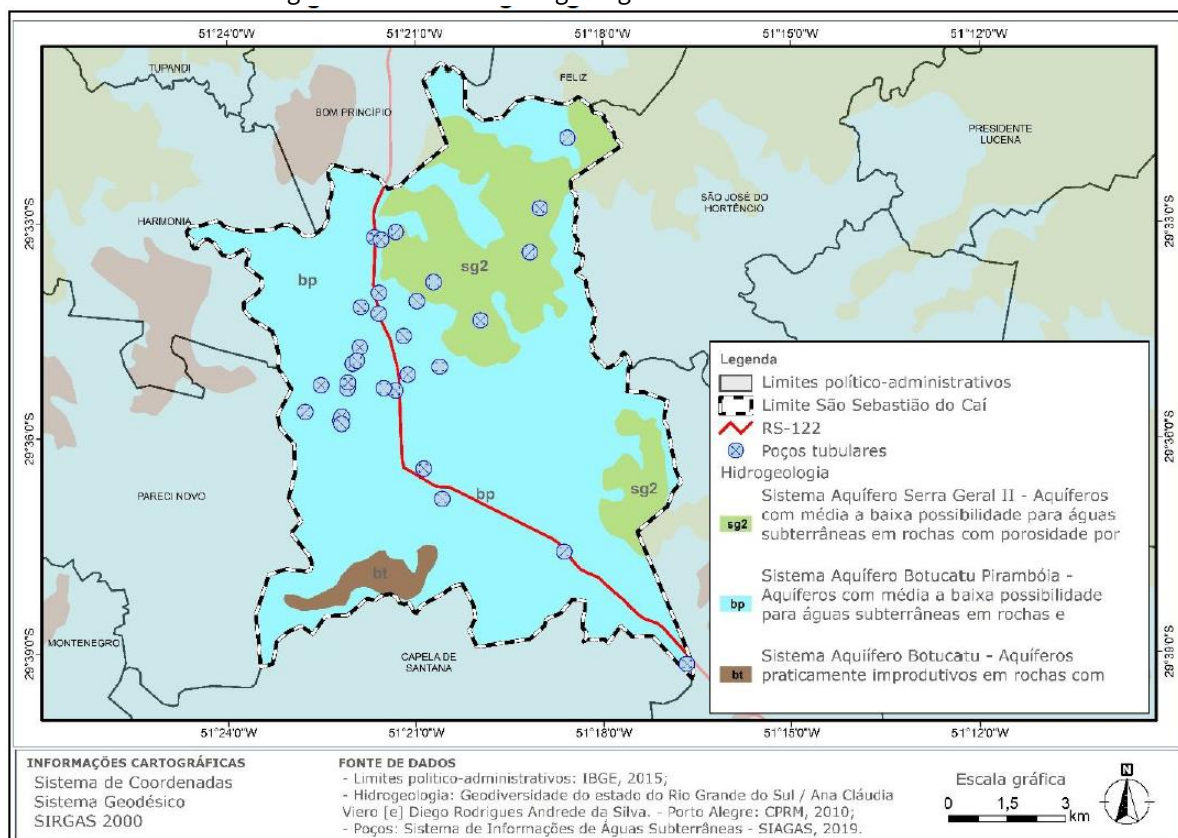 51°24'0"W 51°21'0"W 51°18'0"W 51°15'0"W 51°12'0"W
TUPANDI
FELIZ
BOM PRINCÍPIO
PRESIDENTE
LUCENA
SÃO JOSÉ DO
HORTÊNCIO
HARMONIA
29°33'0"S
29°33'0"S
bp
sg2
Legenda
Limites político-administrativos
Limite São Sebastião do Caí
RS-122
Poços tubulares
Hidrogeologia
sg2
Sistema Aquífero Serra Geral II - Aquíferos
com média a baixa possibilidade para águas
subterrâneas em rochas com porosidade por
bp
Sistema Aquífero Botucatu Pirambóia -
Aquíferos com média a baixa possibilidade
para águas subterrâneas em rochas e
bt
Sistema Aquiífero Botucatu - Aquíferos
praticamente improdutivos em rochas com
29°30'0"S
29°30'0"S
PARECI NOVO
bp
sg2
bt
MONTENEGRO
CAPELA DE
SANTANA
29°39'0"S
29°39'0"S
51°24'0"W 51°21'0"W 51°18'0"W 51°15'0"W 51°12'0"W
INFORMAÇÕES CARTOGRÁFICAS
Sistema de Coordenadas
Sistema Geodésico
SIRGAS 2000
FONTE DE DADOS
- Limites politico-administrativos: IBGE, 2015;
- Hidrogeologia: Geodiversidade do estado do Rio Grande do Sul / Ana Cláudia
Viero [e] Diego Rodrigues Andrede da Silva. - Porto Alegre: CPRM, 2010;
- Poços: Sistema de Informações de Águas Subterrâneas - SIAGAS, 2019.
Escala gráfica
0 1,5 3
km
N